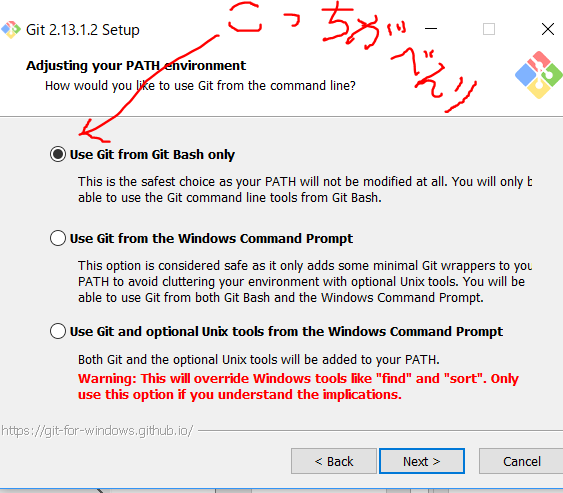 Git 2.13.1.2 Setup
こっちがべんり
Adjusting your PATH environment
How would you like to use Git from the command line?
Use Git from Git Bash only
This is the safest choice as your PATH will not be modified at all. You will only b
able to use the Git command line tools from Git Bash.
Use Git from the Windows Command Prompt
This option is considered safe as it only adds some minimal Git wrappers to you
PATH to avoid cluttering your environment with optional Unix tools. You will be
able to use Git from both Git Bash and the Windows Command Prompt.
Use Git and optional Unix tools from the Windows Command Prompt
Both Git and the optional Unix tools will be added to your PATH.
Warning: This will override Windows tools like "find" and "sort". Only
use this option if you understand the implications.
https://git-for-windows.github.io/
< Back
Next >
Cancel